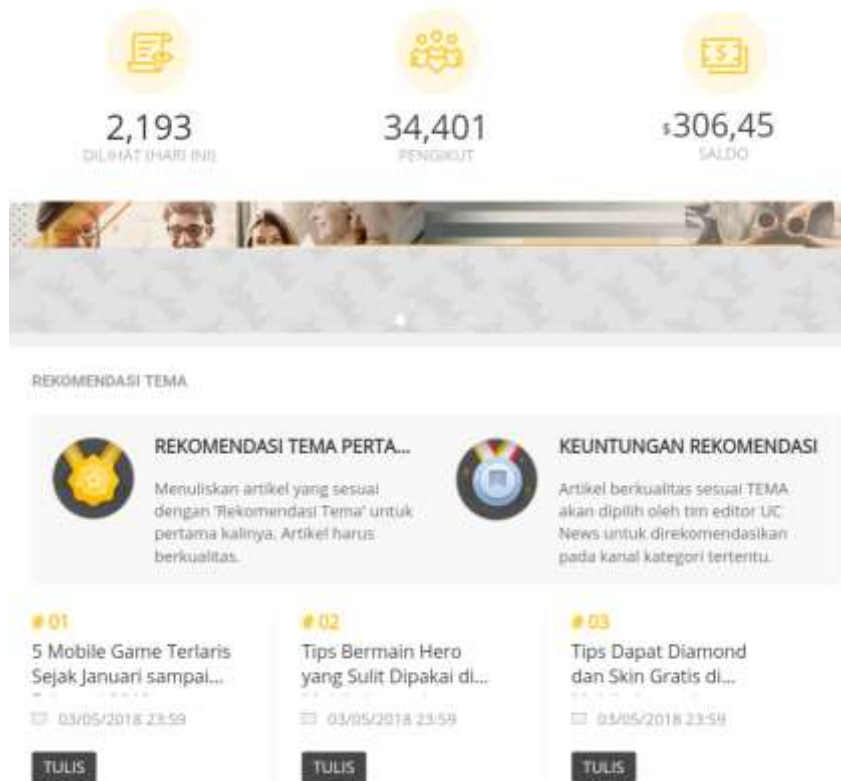 2,193
34,401
$306,45
DILIHAT (HARI INI)
PENGIKUT
SALDO
REKOMENDASI TEMA
REKOMENDASI TEMA PERTA...
Menuliskan artikel yang sesuai
dengan 'Rekomendasi Tema' untuk
pertama kalinya. Artikel harus
berkualitas.
KEUNTUNGAN REKOMENDASI
Artikel berkualitas sesuai TEMA
akan dipilih oleh tim editor UC
News untuk direkomendasikan
pada kanal kategori tertentu.
# 01
5 Mobile Game Terlaris
Sejak Januari sampai...
03/05/2018 23:59
TULIS
# 02
Tips Bermain Hero
yang Sulit Dipakai di...
03/05/2018 23:59
TULIS
# 03
Tips Dapat Diamond
dan Skin Gratis di...
03/05/2018 23:59
TULIS